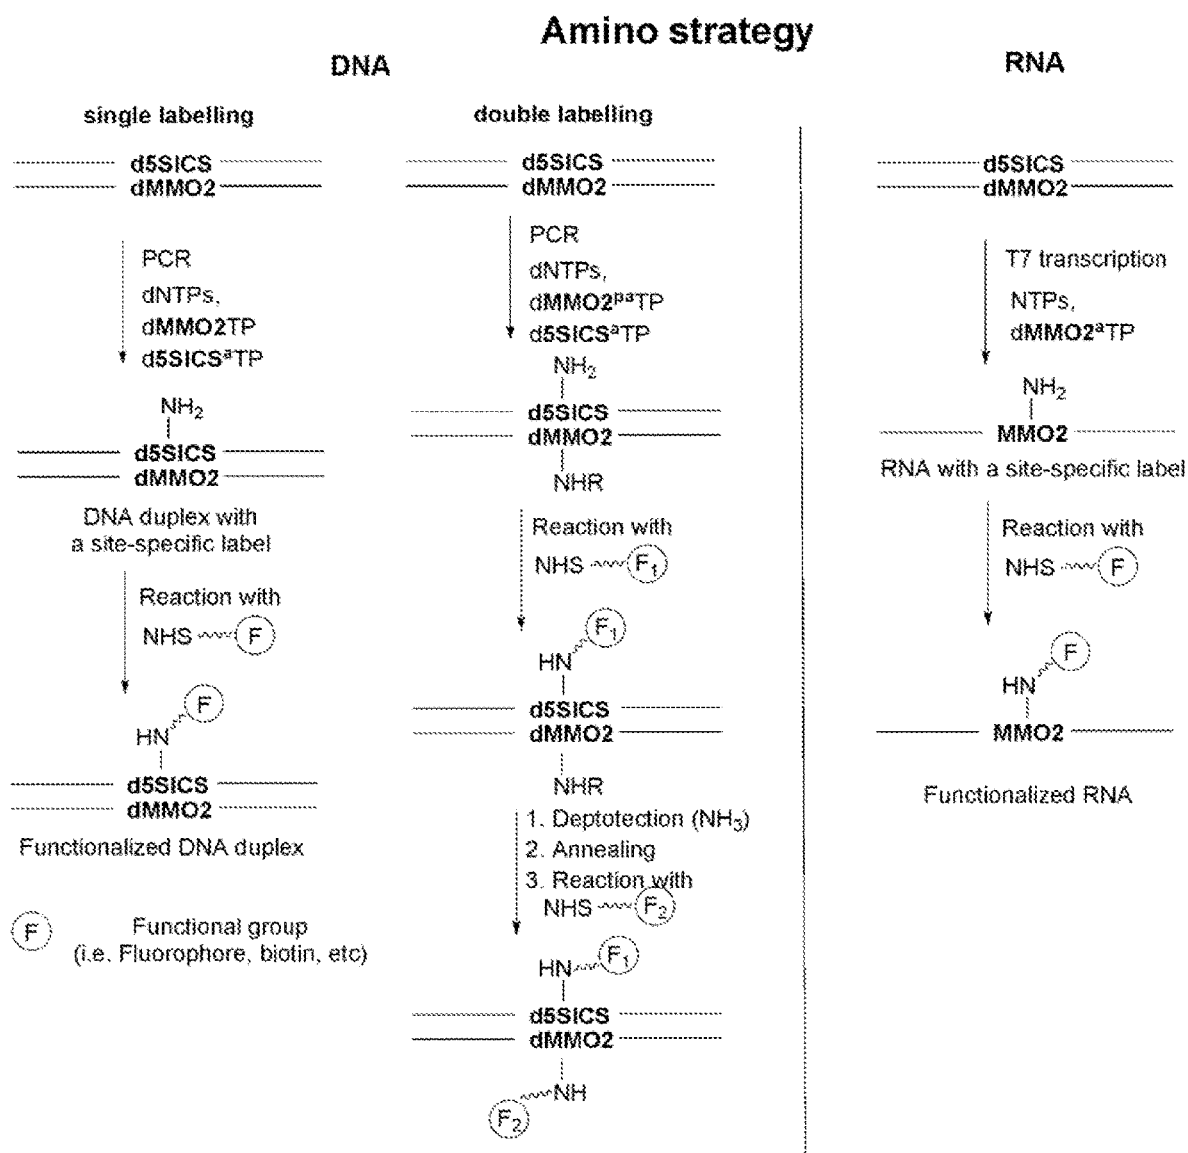 Amino strategy
DNA
RNA
single labelling
d5SICS
dMMO2
PCR
dNTPs,
dMMO2TP
d5SICSᵃTP
NH₂
d5SICS
dMMO2
DNA duplex with
a site-specific label
Reaction with
NHS F
F
HN
d5SICS
dMMO2
Functionalized DNA duplex
F Functional group
(i.e. Fluorophore, biotin, etc)
double labelling
d5SICS
dMMO2
PCR
dNTPs,
dMMO2ᵖᵃTP
d5SICSᵃTP
NH₂
d5SICS
dMMO2
NHR
Reaction with
NHS F₁
F₁
HN
d5SICS
dMMO2
NHR
1. Deptotection (NH₃)
2. Annealing
3. Reaction with
NHS F₂
HN F₁
d5SICS
dMMO2
NH
F₂
d5SICS
dMMO2
T7 transcription
NTPs,
dMMO2ᵃTP
NH₂
MMO2
RNA with a site-specific label
Reaction with
NHS F
F
HN
MMO2
Functionalized RNA